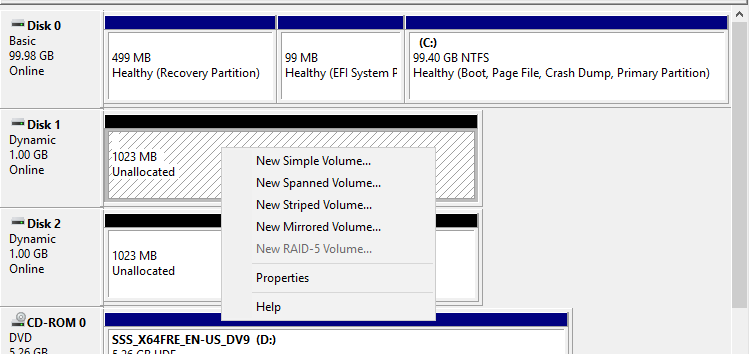 Disk 0
Basic
99.98 GB
Online
499 MB
Healthy (Recovery Partition)
99 MB
Healthy (EFI System P
(C:)
99.40 GB NTFS
Healthy (Boot, Page File, Crash Dump, Primary Partition)
Disk 1
Dynamic
1.00 GB
Online
1023 MB
Unallocated
New Simple Volume...
New Spanned Volume...
New Striped Volume...
New Mirrored Volume...
New RAID-5 Volume...
Properties
Help
Disk 2
Dynamic
1.00 GB
Online
1023 MB
Unallocated
CD-ROM 0
DVD
5.26 GB
SSS_X64FRE_EN-US_DV9 (D:)
5.26 GB UDF